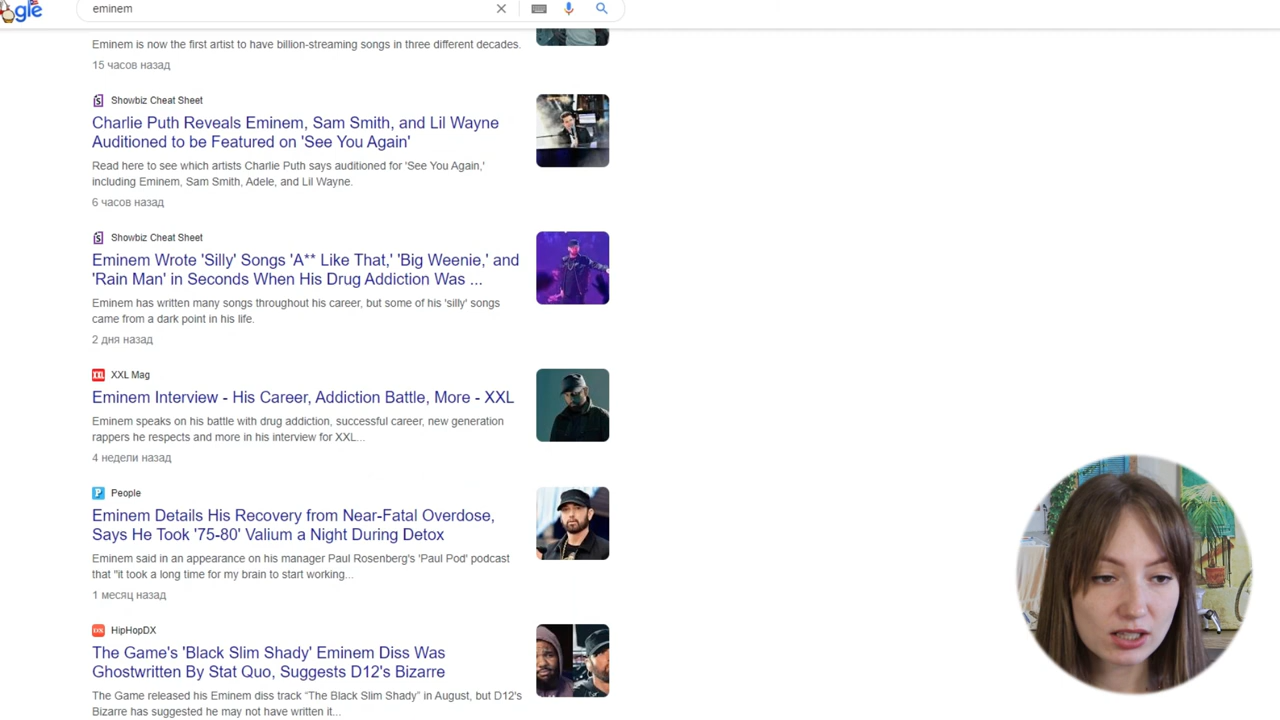 gle
eminem
Eminem is now the first artist to have billion-streaming songs in three different decades.
15 часов назад
Showbiz Cheat Sheet
Charlie Puth Reveals Eminem, Sam Smith, and Lil Wayne
Auditioned to be Featured on 'See You Again'
Read here to see which artists Charlie Puth says auditioned for 'See You Again,'
including Eminem, Sam Smith, Adele, and Lil Wayne.
6 часов назад
Showbiz Cheat Sheet
Eminem Wrote 'Silly' Songs 'A** Like That,' 'Big Weenie,' and
'Rain Man' in Seconds When His Drug Addiction Was ...
Eminem has written many songs throughout his career, but some of his 'silly' songs
came from a dark point in his life.
2 дня назад
XXL
XXL Mag
Eminem Interview - His Career, Addiction Battle, More - XXL
Eminem speaks on his battle with drug addiction, successful career, new generation
rappers he respects and more in his interview for XXL...
4 недели назад
P
People
Eminem Details His Recovery from Near-Fatal Overdose,
Says He Took '75-80' Valium a Night During Detox
Eminem said in an appearance on his manager Paul Rosenberg's 'Paul Pod' podcast
that "it took a long time for my brain to start working...
1 месяц назад
DX
HipHopDX
The Game's 'Black Slim Shady' Eminem Diss Was
Ghostwritten By Stat Quo, Suggests D12's Bizarre
The Game released his Eminem diss track “The Black Slim Shady” in August, but D12's
Bizarre has suggested he may not have written it...